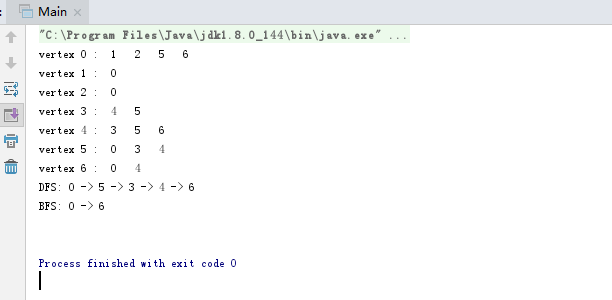 Main
"C:\Program Files\Java\jdk1.8.0_144\bin\java.exe" ...
vertex 0 : 1 2 5 6
vertex 1 : 0
vertex 2 : 0
vertex 3 : 4 5
vertex 4 : 3 5 6
vertex 5 : 0 3 4
vertex 6 : 0 4
DFS: 0 -> 5 -> 3 -> 4 -> 6
BFS: 0 -> 6
Process finished with exit code 0